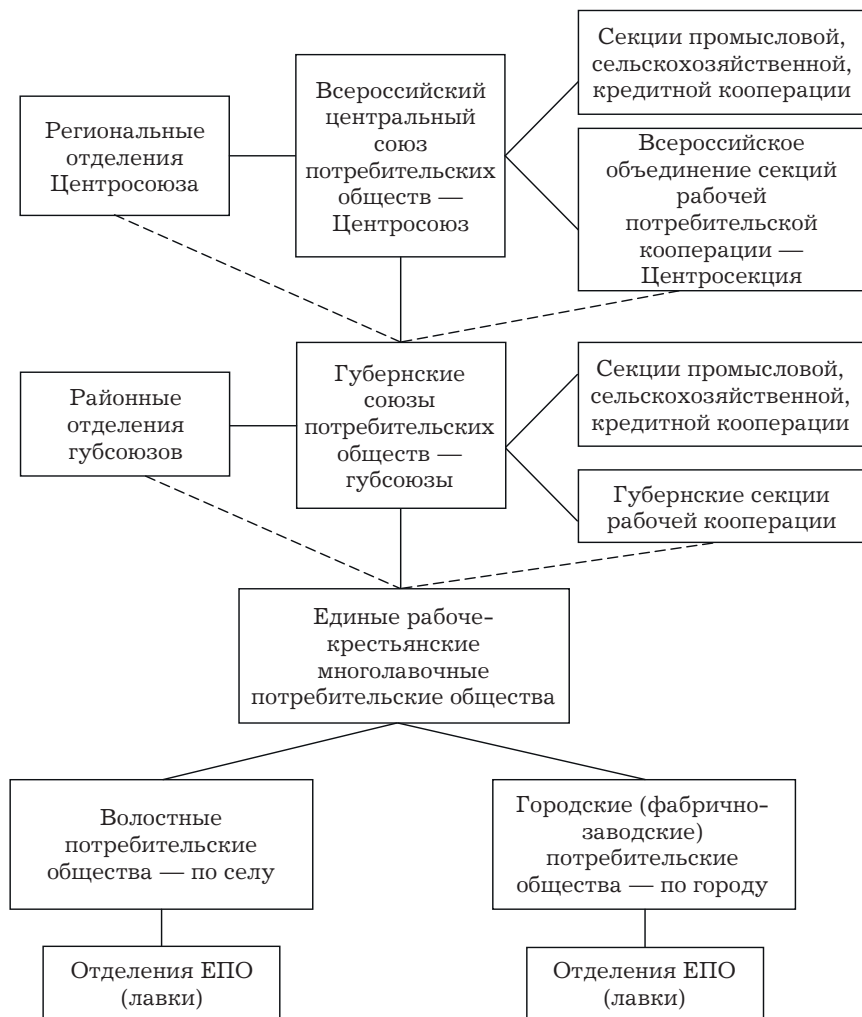 Секции промысловой,
сельскохозяйственной,
кредитной кооперации
Всероссийский
центральный
союз
потребительских
обществ —
Центросоюз
Региональные
отделения
Центросоюза
Всероссийское
объединение секций
рабочей
потребительской
кооперации —
Центросекция
Губернские
союзы
потребительских
обществ —
губсоюзы
Районные
отделения
губсоюзов
Секции промысловой,
сельскохозяйственной,
кредитной кооперации
Губернские секции
рабочей кооперации
Единые рабоче-
крестьянские
многолавочные
потребительские общества
Волостные
потребительские
общества — по селу
Городские (фабрично-
заводские)
потребительские
общества — по городу
Отделения ЕПО
(лавки)
Отделения ЕПО
(лавки)